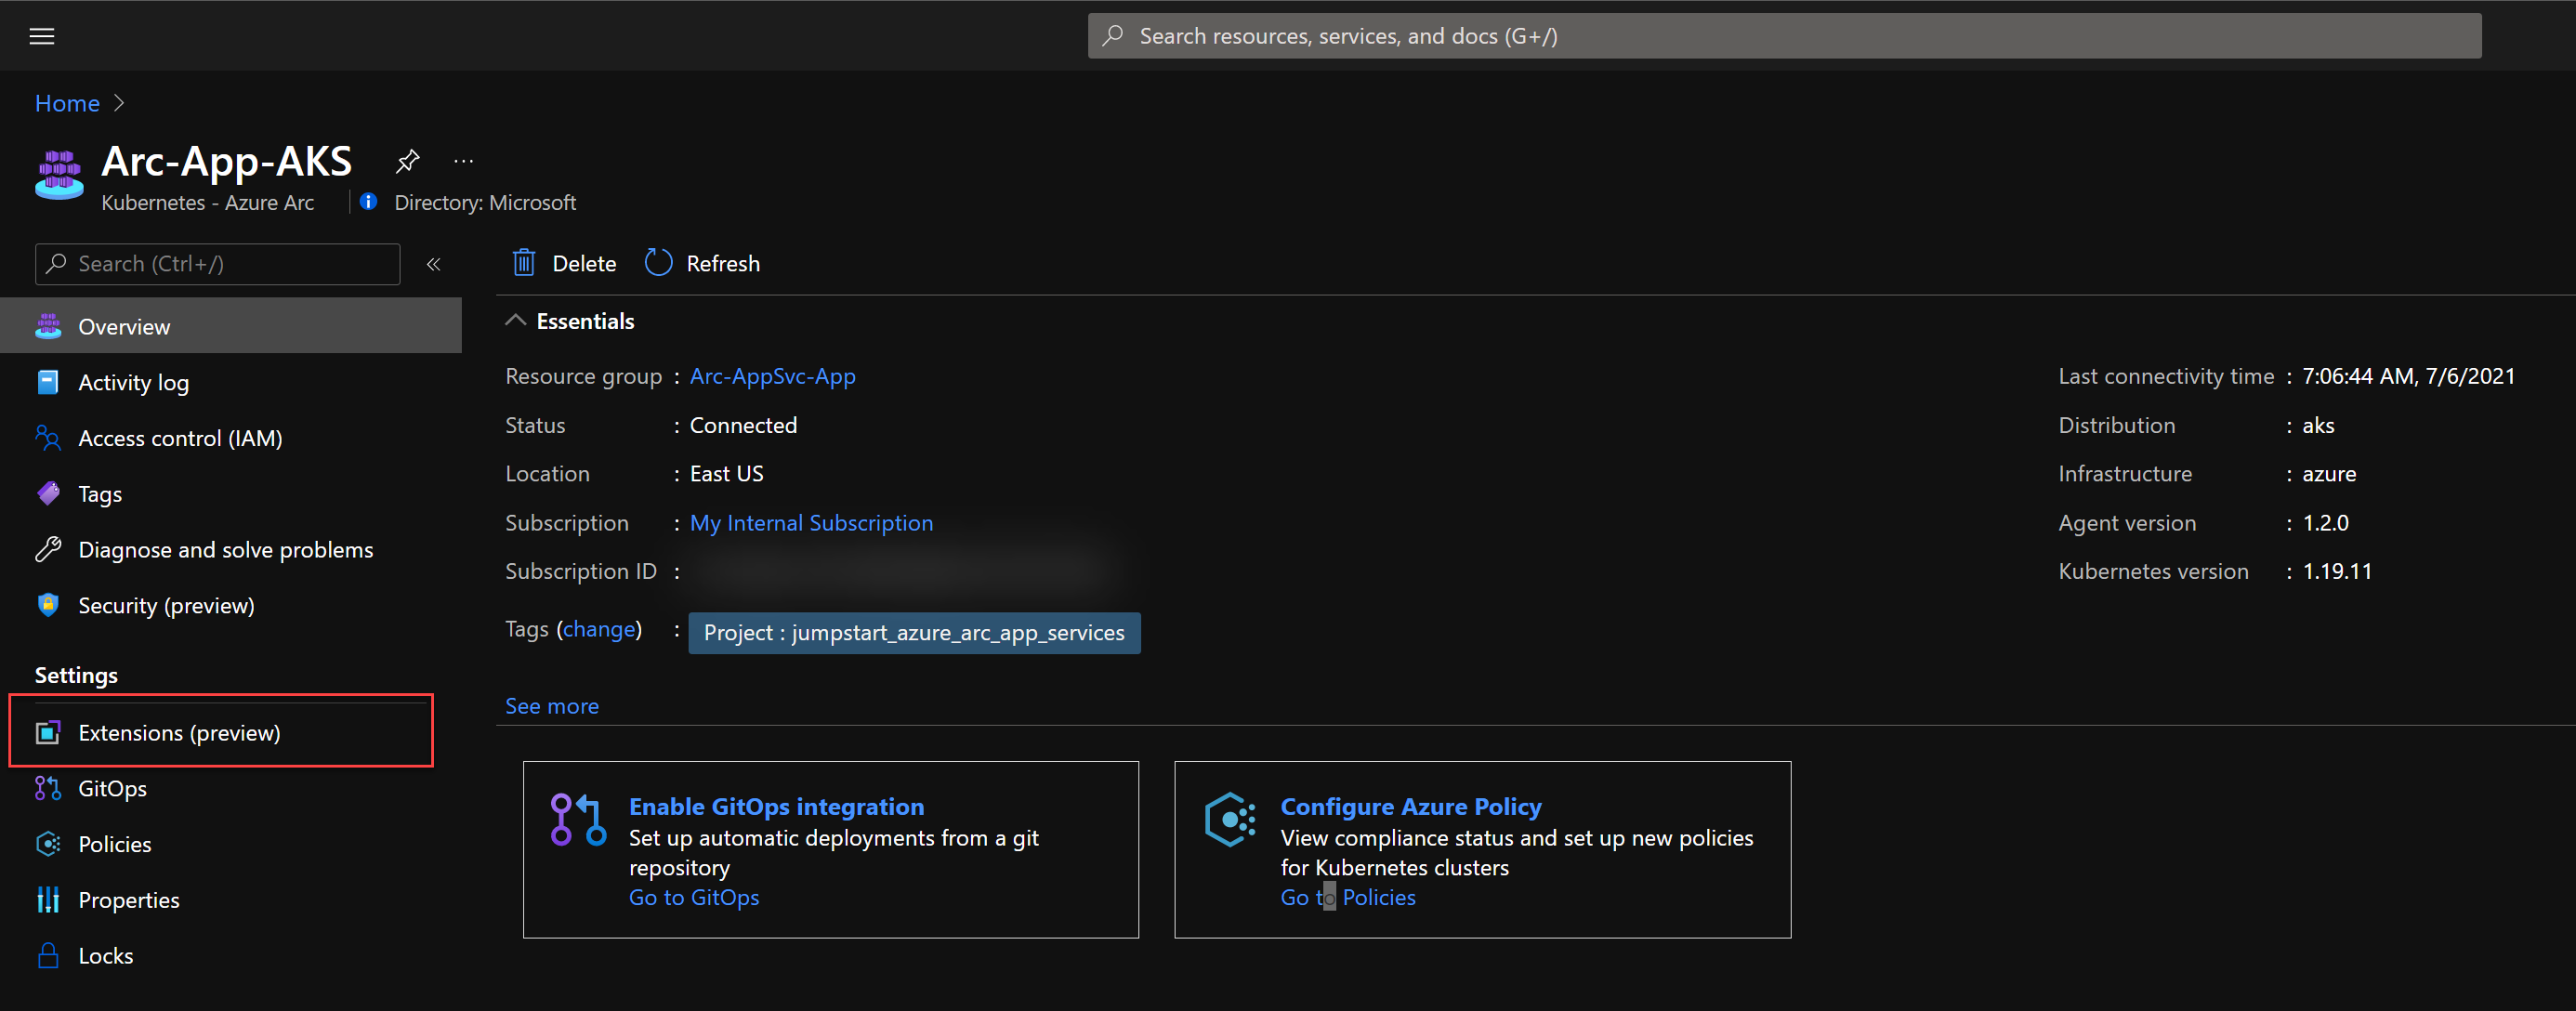 Search resources, services, and docs (G+/)
Home
Arc-App-AKS
...
Kubernetes - Azure Arc
Directory: Microsoft
Search (Ctrl+/)
«
Overview
Activity log
Access control (IAM)
Tags
Diagnose and solve problems
Security (preview)
Settings
Extensions (preview)
GitOps
Policies
Properties
Locks
Delete
Refresh
Essentials
Resource group : Arc-AppSvc-App
Status : Connected
Location : East US
Subscription : My Internal Subscription
Subscription ID :
Tags (change) : Project : jumpstart_azure_arc_app_services
See more
Last connectivity time : 7:06:44 AM, 7/6/2021
Distribution : aks
Infrastructure : azure
Agent version : 1.2.0
Kubernetes version : 1.19.11
Enable GitOps integration
Set up automatic deployments from a git
repository
Go to GitOps
Configure Azure Policy
View compliance status and set up new policies
for Kubernetes clusters
Go to Policies